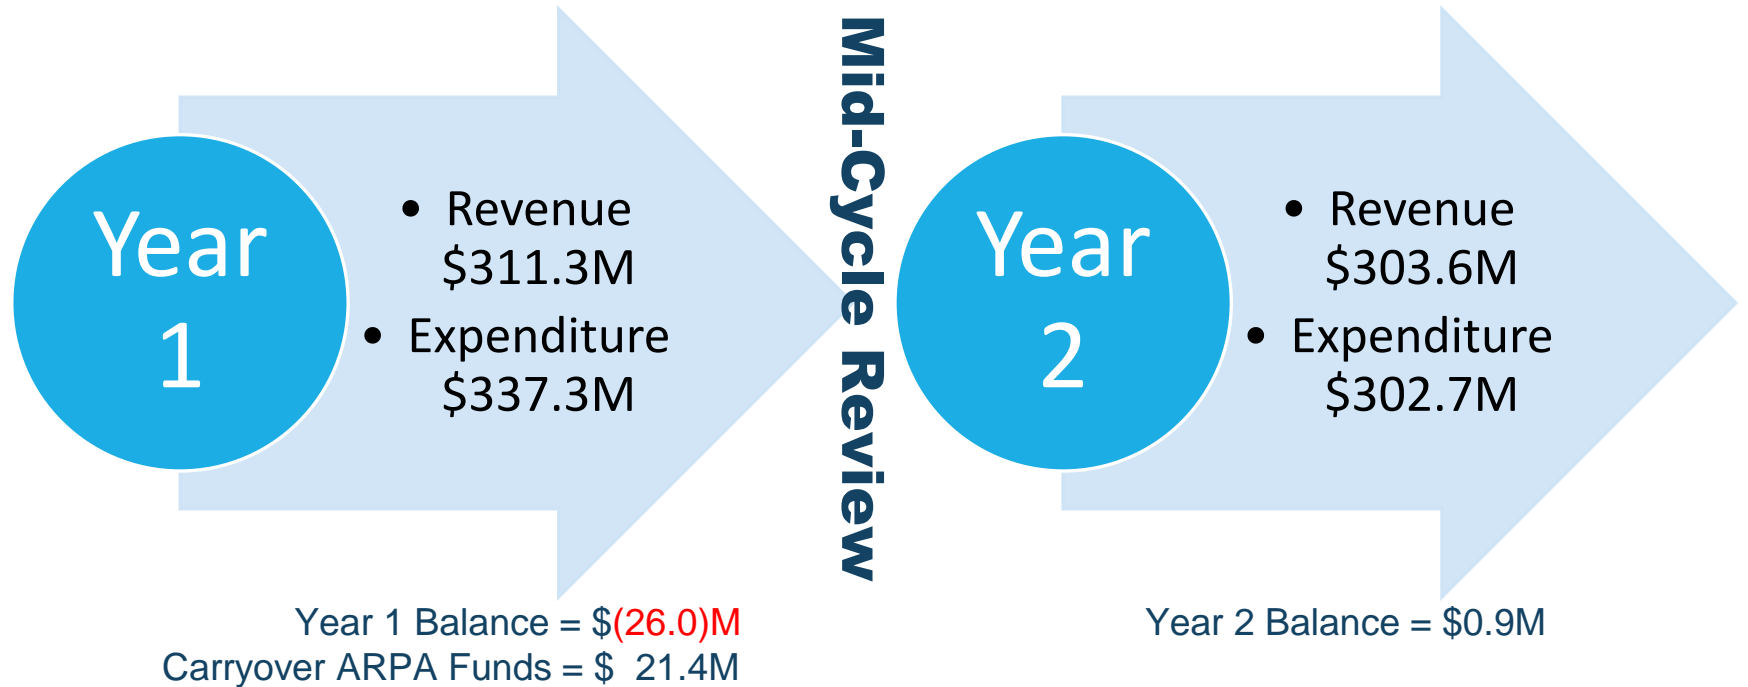 Year
1
• Revenue
$311.3M
• Expenditure
$337.3M
Mid-Cycle Review
Year
2
• Revenue
$303.6M
• Expenditure
$302.7M
Year 1 Balance = $(26.0)M
Carryover ARPA Funds = $ 21.4M
Year 2 Balance = $0.9M